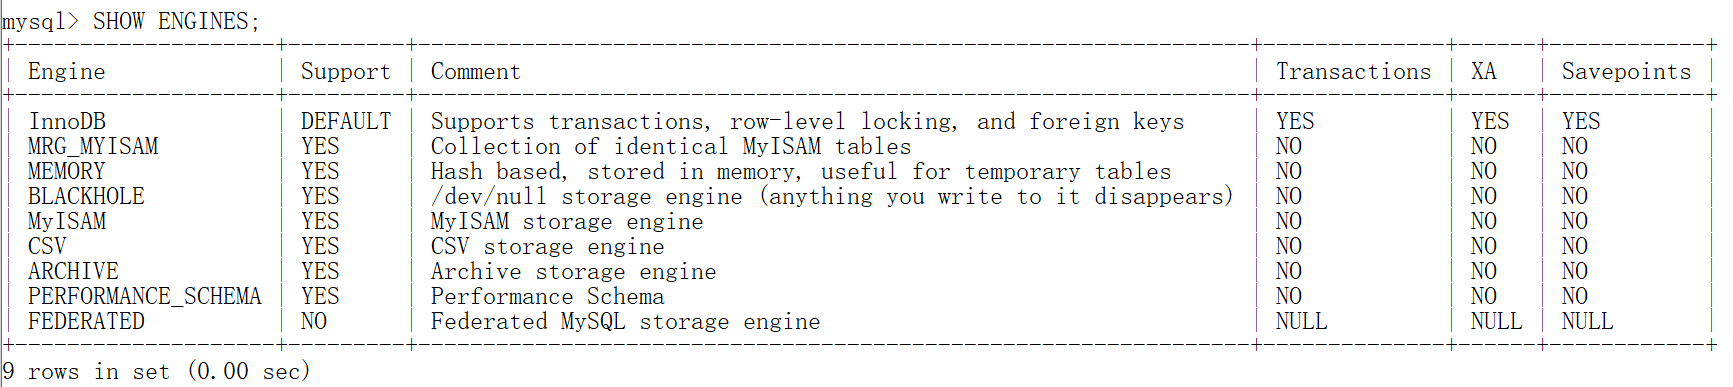 mysql> SHOW ENGINES;
+--------------------+---------+----------------------------------------------------------------+--------------+------+------------+
| Engine             | Support | Comment                                                        | Transactions | XA   | Savepoints |
+--------------------+---------+----------------------------------------------------------------+--------------+------+------------+
| InnoDB             | DEFAULT | Supports transactions, row-level locking, and foreign keys     | YES          | YES  | YES        |
| MRG_MYISAM         | YES     | Collection of identical MyISAM tables                          | NO           | NO   | NO         |
| MEMORY             | YES     | Hash based, stored in memory, useful for temporary tables      | NO           | NO   | NO         |
| BLACKHOLE          | YES     | /dev/null storage engine (anything you write to it disappears) | NO           | NO   | NO         |
| MyISAM             | YES     | MyISAM storage engine                                          | NO           | NO   | NO         |
| CSV                | YES     | CSV storage engine                                             | NO           | NO   | NO         |
| ARCHIVE            | YES     | Archive storage engine                                         | NO           | NO   | NO         |
| PERFORMANCE_SCHEMA | YES     | Performance Schema                                             | NO           | NO   | NO         |
| FEDERATED          | NO      | Federated MySQL storage engine                                 | NULL         | NULL | NULL       |
+--------------------+---------+----------------------------------------------------------------+--------------+------+------------+
9 rows in set (0.00 sec)